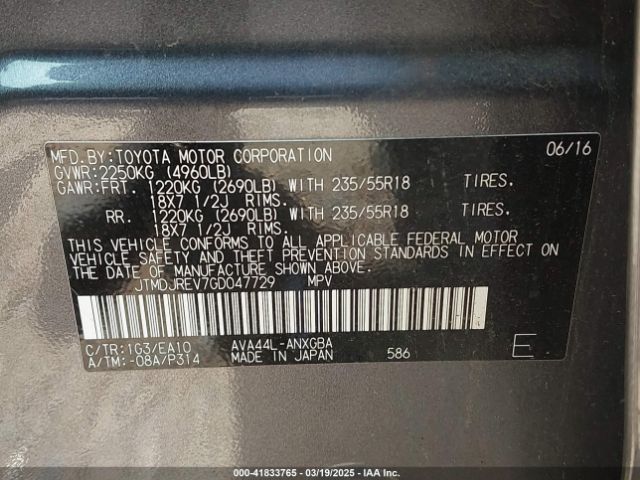 MFD.BY:TOYOTA MOTOR CORPORATION 06/16
GVWR:2250KG (4960LB)
GAWR:FRT. 1220KG (2690LB) WITH 235/55R18 TIRES.
18X7 1/2J RIMS.
RR. 1220KG (2690LB) WITH 235/55R18 TIRES.
18X7 1/2J RIMS.
THIS VEHICLE CONFORMS TO ALL APPLICABLE FEDERAL MOTOR
VEHICLE SAFETY AND THEFT PREVENTION STANDARDS IN EFFECT ON
THE DATE OF MANUFACTURE SHOWN ABOVE.
JTMDJREV7GD047729 MPV
C/TR:1G3/EA10 AVA44L-ANXGBA
A/TM:-08A/P314 MADE IN JAPAN 586 E
000-41833765 - 03/19/2025 - IAA Inc.